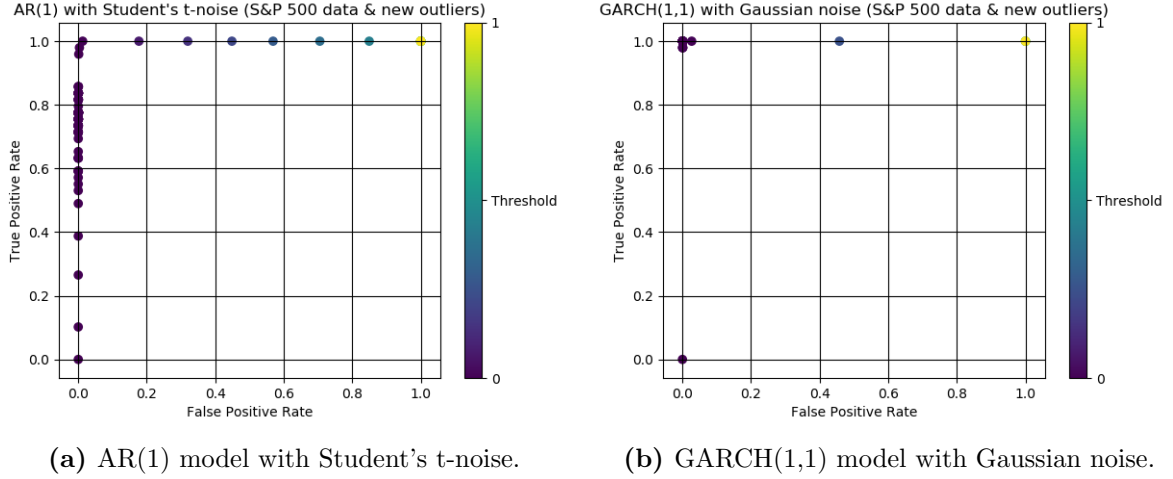 AR(1) with Student's t-noise (S&P 500 data & new outliers)
1
1.0
0.8
0.6
0.4
0.2
0.0
True Positive Rate
0.0 0.2 0.4 0.6 0.8 1.0
False Positive Rate
Threshold
0
(a) AR(1) model with Student's t-noise.
GARCH(1,1) with Gaussian noise (S&P 500 data & new outliers)
1
1.0
0.8
0.6
0.4
0.2
0.0
True Positive Rate
0.0 0.2 0.4 0.6 0.8 1.0
False Positive Rate
Threshold
0
(b) GARCH(1,1) model with Gaussian noise.